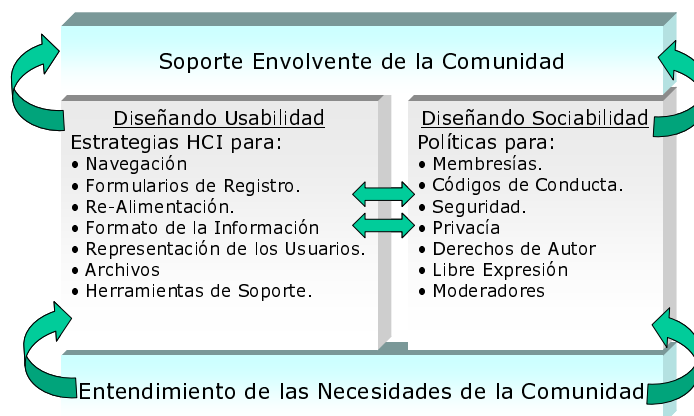 Soporte Envolvente de la Comunidad
Diseñando Usabilidad
Estrategias HCI para:
• Navegación
• Formularios de Registro.
• Re-Alimentación.
• Formato de la Información
• Representación de los Usuarios.
• Archivos
• Herramientas de Soporte.
Diseñando Sociabilidad
Políticas para:
• Membresías.
• Códigos de Conducta.
• Seguridad.
• Privacía
• Derechos de Autor
• Libre Expresión
• Moderadores
Entendimiento de las Necesidades de la Comunidad